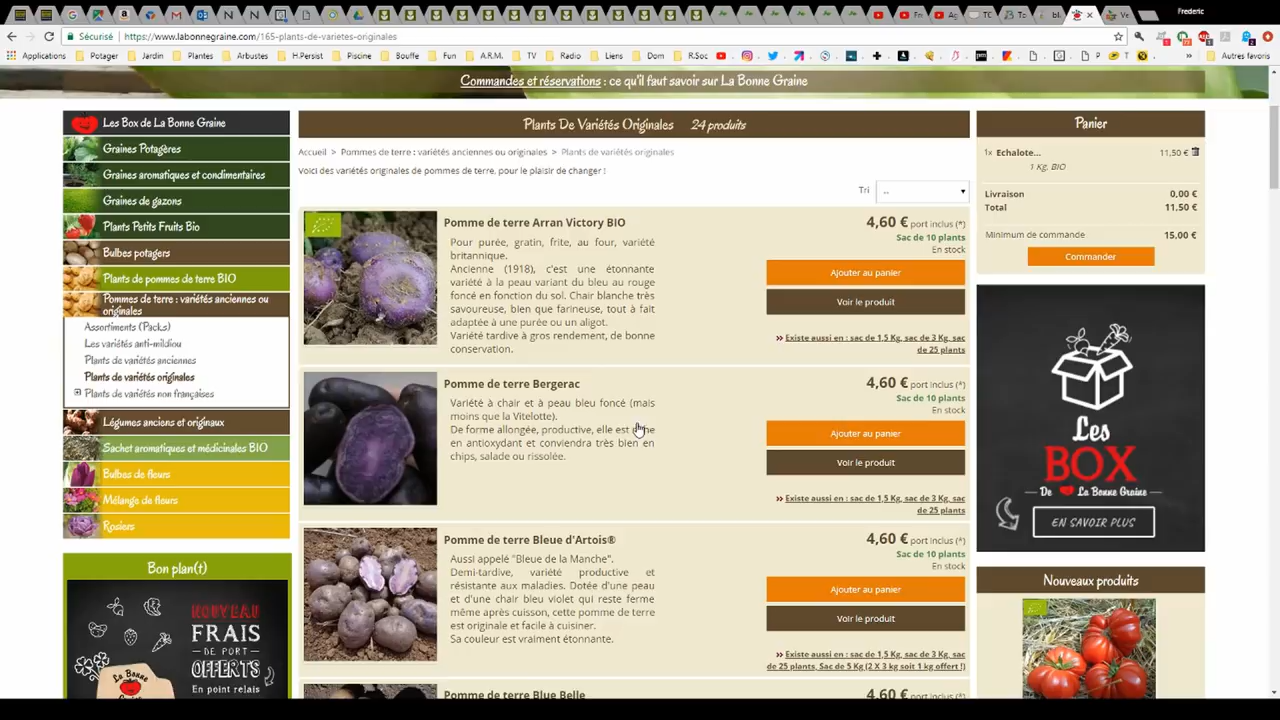 Frederic
Sécurisé
https://www.labonnegraine.com/165-plants-de-varietes-originales
Applications Potager Jardin Plantes Arbustes H.Persist Piscine Bouffe Fun A.R.M. TV Radio Liens Dom R.Soc Autres favoris
Commandes et réservations : ce qu'il faut savoir sur La Bonne Graine
Les Box de La Bonne Graine
Graines Potagères
Graines aromatiques et condimentaires
Graines de gazons
Plants Petits Fruits Bio
Bulbes potagers
Plants de pommes de terre BIO
Pommes de terre : variétés anciennes ou
originales
Assortiments (Packs)
Les variétés anti-mildiou
Plants de variétés anciennes
Plants de variétés originales
Plants de variétés non françaises
Légumes anciens et originaux
Sachet aromatiques et médicinales BIO
Bulbes de fleurs
Mélange de fleurs
Rosiers
Bon plan(t)
NOUVEAU
FRAIS
DE PORT
OFFERTS
En point relais
La Bonne
Plants De Variétés Originales 24 produits
Accueil > Pommes de terre : variétés anciennes ou originales > Plants de variétés originales
Voici des variétés originales de pommes de terre, pour le plaisir de changer !
Tri --
Pomme de terre Arran Victory BIO
Pour purée, gratin, frite, au four, variété
britannique.
Ancienne (1918), c'est une étonnante
variété à la peau variant du bleu au rouge
foncé en fonction du sol. Chair blanche très
savoureuse, bien que farineuse, tout à fait
adaptée à une purée ou un aligot.
Variété tardive à gros rendement, de bonne
conservation.
4,60 € port inclus (*)
Sac de 10 plants
En stock
Ajouter au panier
Voir le produit
>> Existe aussi en : sac de 1,5 Kg, sac de 3 Kg, sac
de 25 plants
Pomme de terre Bergerac
Variété à chair et à peau bleu foncé (mais
moins que la Vitelotte).
De forme allongée, productive, elle est
en antioxydant et conviendra très bien en
chips, salade ou rissolée.
4,60 € port inclus (*)
Sac de 10 plants
En stock
Ajouter au panier
Voir le produit
>> Existe aussi en : sac de 1,5 Kg, sac de 3 Kg, sac
de 25 plants
Pomme de terre Bleue d'Artois®
Aussi appelé "Bleue de la Manche".
Demi-tardive, variété productive et
résistante aux maladies. Dotée d'une peau
et d'une chair bleu violet qui reste ferme
même après cuisson, cette pomme de terre
est originale et facile à cuisiner.
Sa couleur est vraiment étonnante.
4,60 € port inclus (*)
Sac de 10 plants
En stock
Ajouter au panier
Voir le produit
>> Existe aussi en : sac de 1,5 Kg, sac de 3 Kg, sac
de 25 plants, Sac de 5 Kg (2 X 3 kg soit 1 kg offert !)
Pomme de terre Blue Belle
4,60 € port inclus (*)
Panier
1x Echalote... 11,50 €
1 Kg. BIO
Livraison 0,00 €
Total 11,50 €
Minimum de commande 15,00 €
Commander
Les
BOX
De La Bonne Graine
EN SAVOIR PLUS
Nouveaux produits